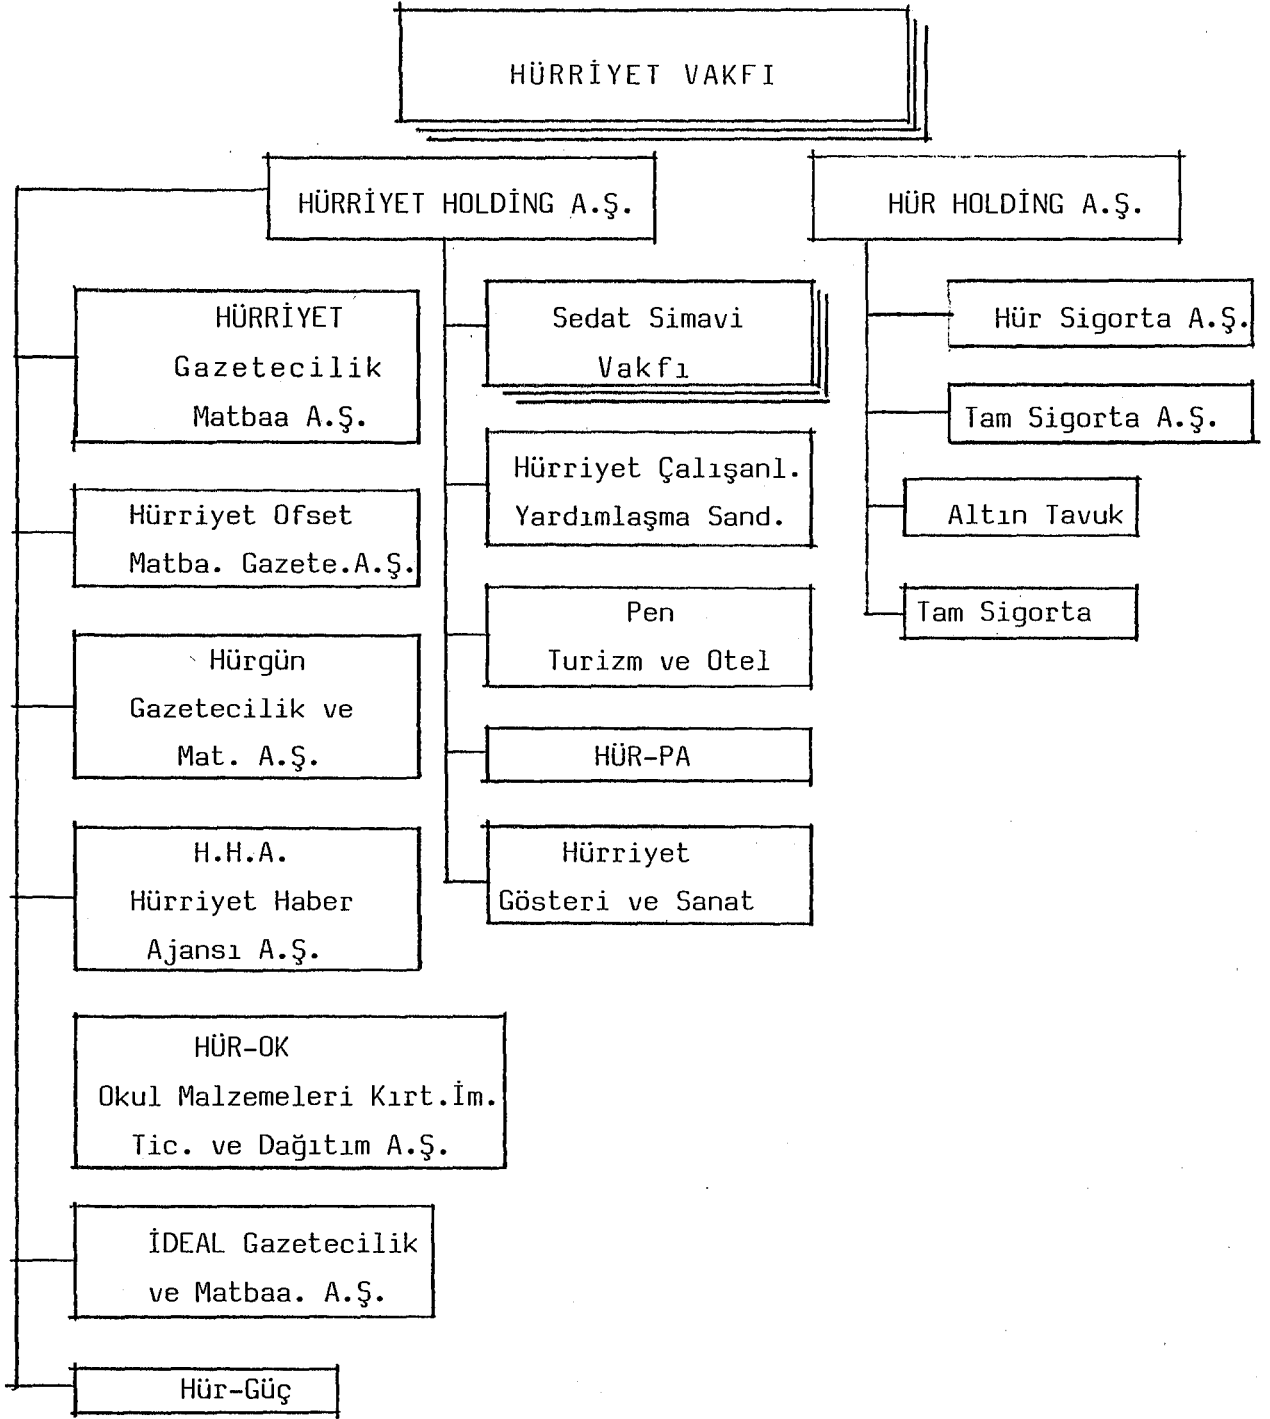 HÜRRİYET VAKFI
HÜRRİYET HOLDİNG A.Ş.
HÜR HOLDİNG A.Ş.
HÜRRİYET
Gazetecilik
Matbaa A.Ş.
Hürriyet Ofset
Matba. Gazete.A.Ş.
Hürgün
Gazetecilik ve
Mat. A.Ş.
H.H.A.
Hürriyet Haber
Ajansı A.Ş.
HÜR-OK
Okul Malzemeleri Kırt.İm.
Tic. ve Dağıtım A.Ş.
İDEAL Gazetecilik
ve Matbaa. A.Ş.
Hür-Güç
Sedat Simavi
Vakfı
Hürriyet Çalışanl.
Yardımlaşma Sand.
Pen
Turizm ve Otel
HÜR-PA
Hürriyet
Gösteri ve Sanat
Hür Sigorta A.Ş.
Tam Sigorta A.Ş.
Altın Tavuk
Tam Sigorta